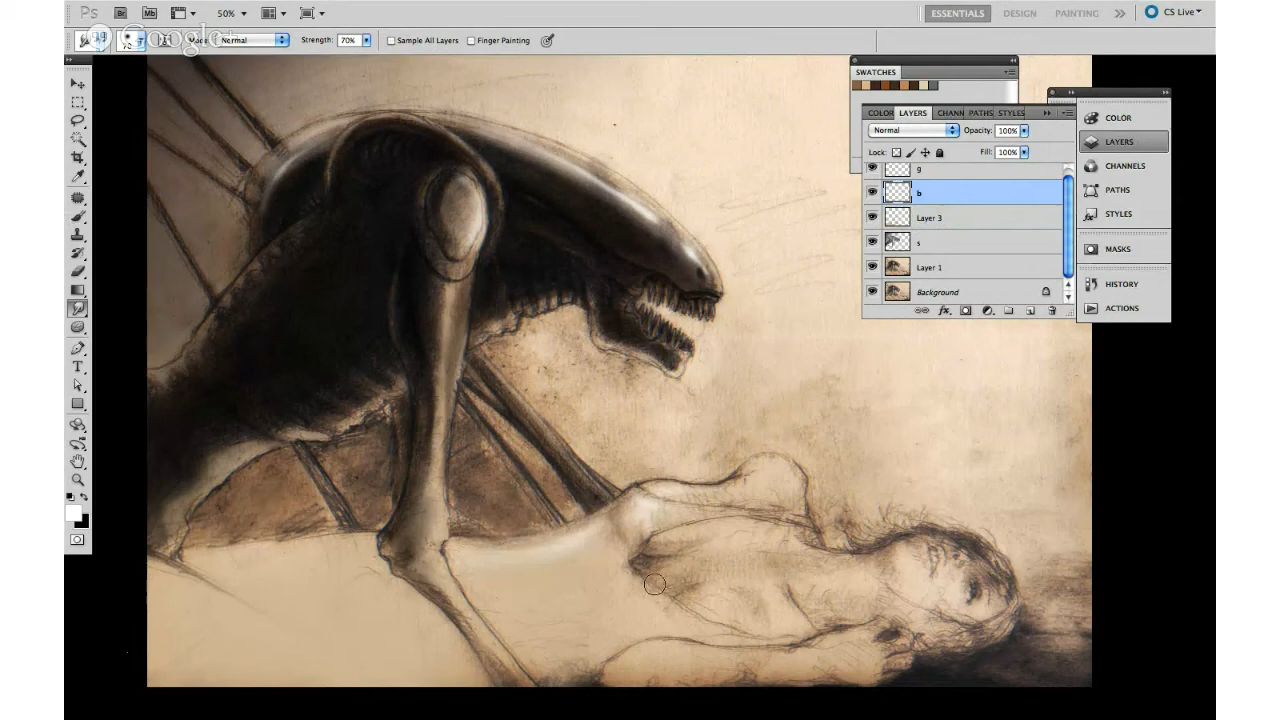 Ps Br Mb 50% ESSENTIALS DESIGN PAINTING CS Live
Google+
Mode: Normal Strength: 70% Sample All Layers Finger Painting
SWATCHES
COLOR LAYERS CHANN PATHS STYLES
Normal Opacity: 100%
Lock: Fill: 100%
g
b
Layer 3
s
Layer 1
Background
fx
COLOR
LAYERS
CHANNELS
PATHS
STYLES
MASKS
HISTORY
ACTIONS
T